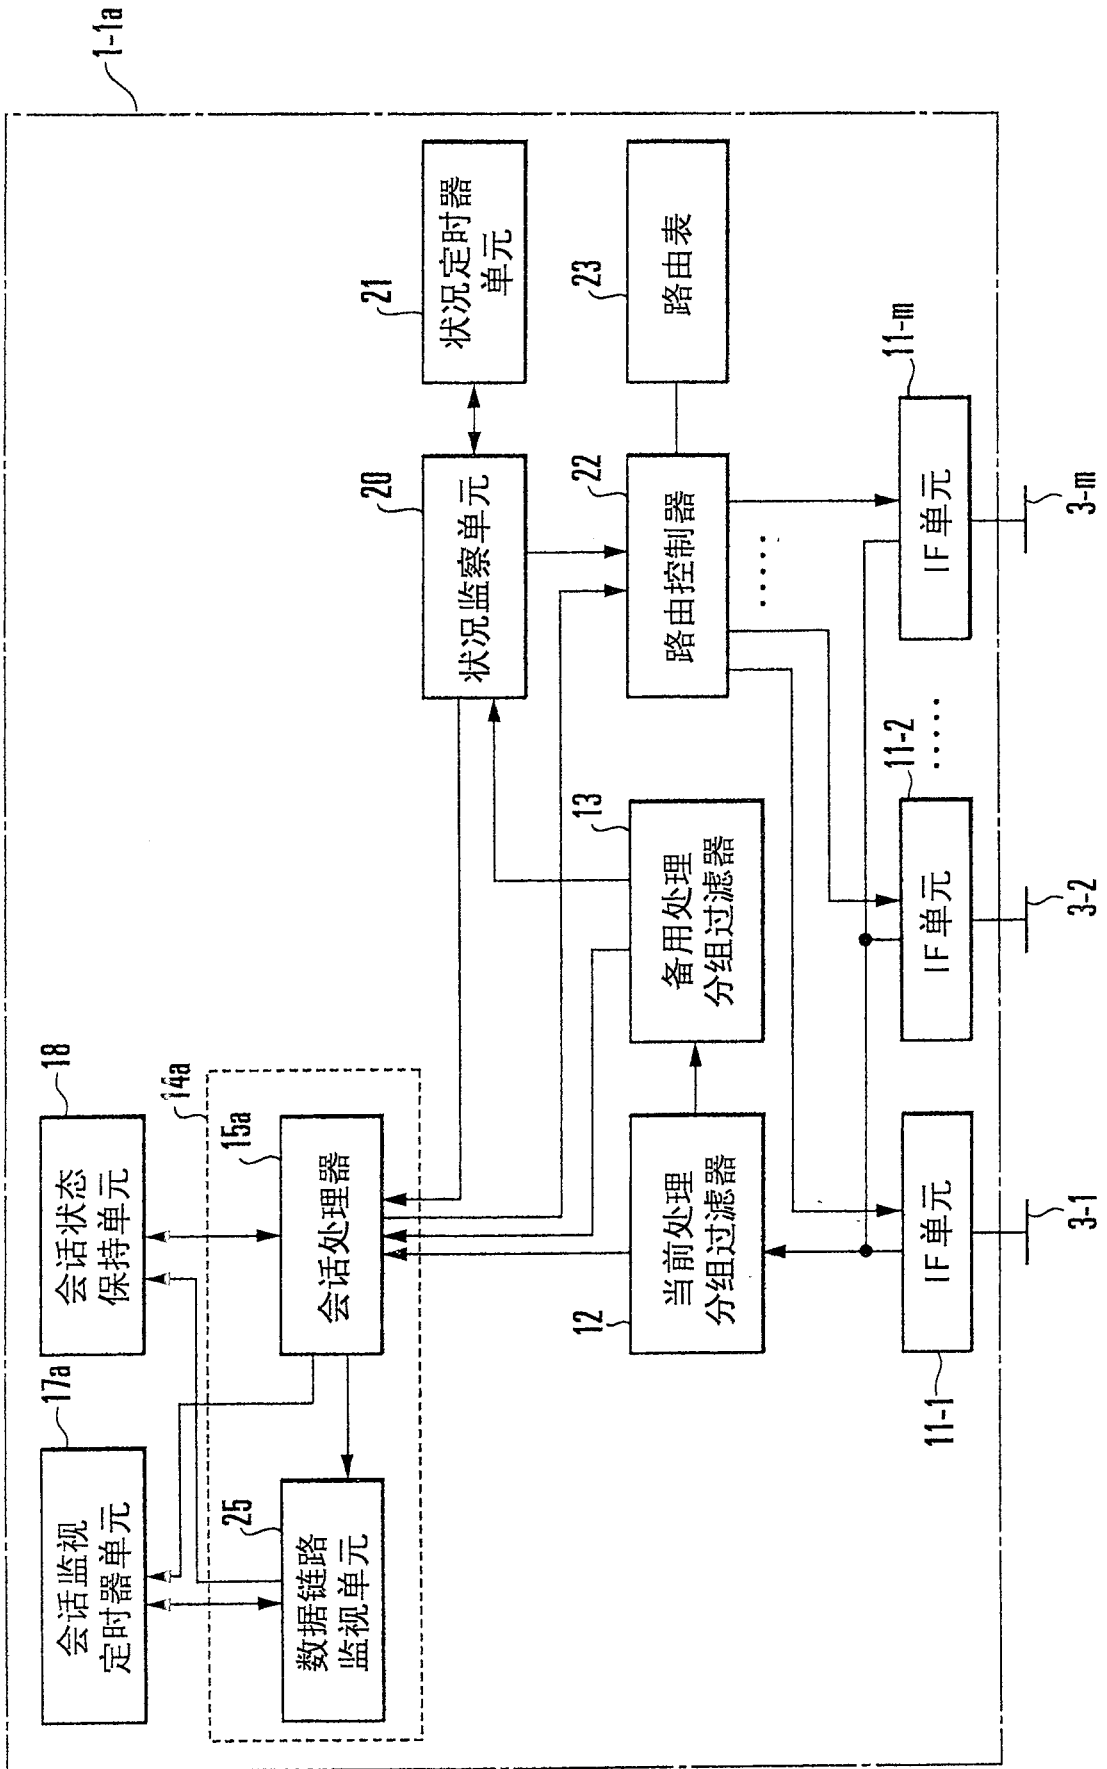 1-1a
17a
会话监视
定时器单元
18
会话状态
保持单元
14a
25
数据链路
监视单元
15a
会话处理器
20
状况监察单元
21
状况定时器
单元
12
当前处理
分组过滤器
13
备用处理
分组过滤器
22
路由控制器
23
路由表
11-1
IF单元
11-2
IF单元
11-m
IF单元
3-1
3-2
3-m